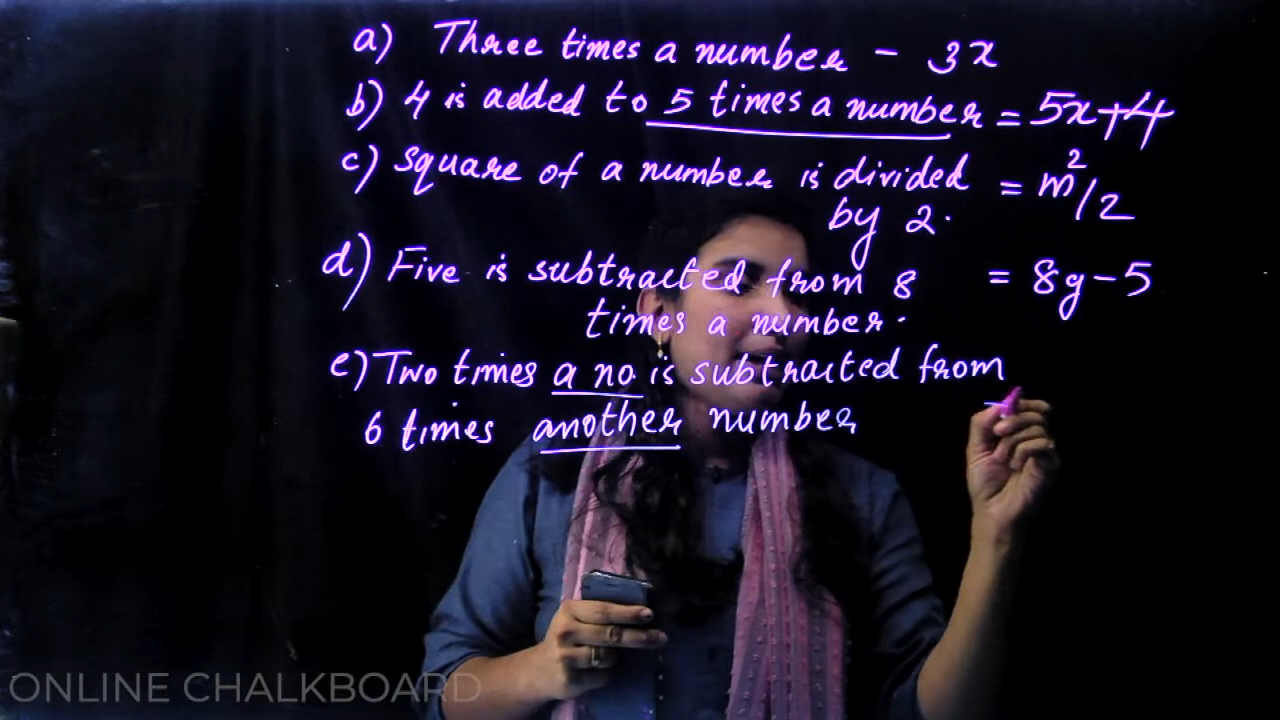 a) Three times a number - 3x
b) 4 is added to 5 times a number = 5x+4
c) Square of a number is divided = m²/2
by 2.
d) Five is subtracted from 8 = 8y-5
times a number.
e) Two times a no. is subtracted from =
6 times another number
ONLINE CHALKBOARD